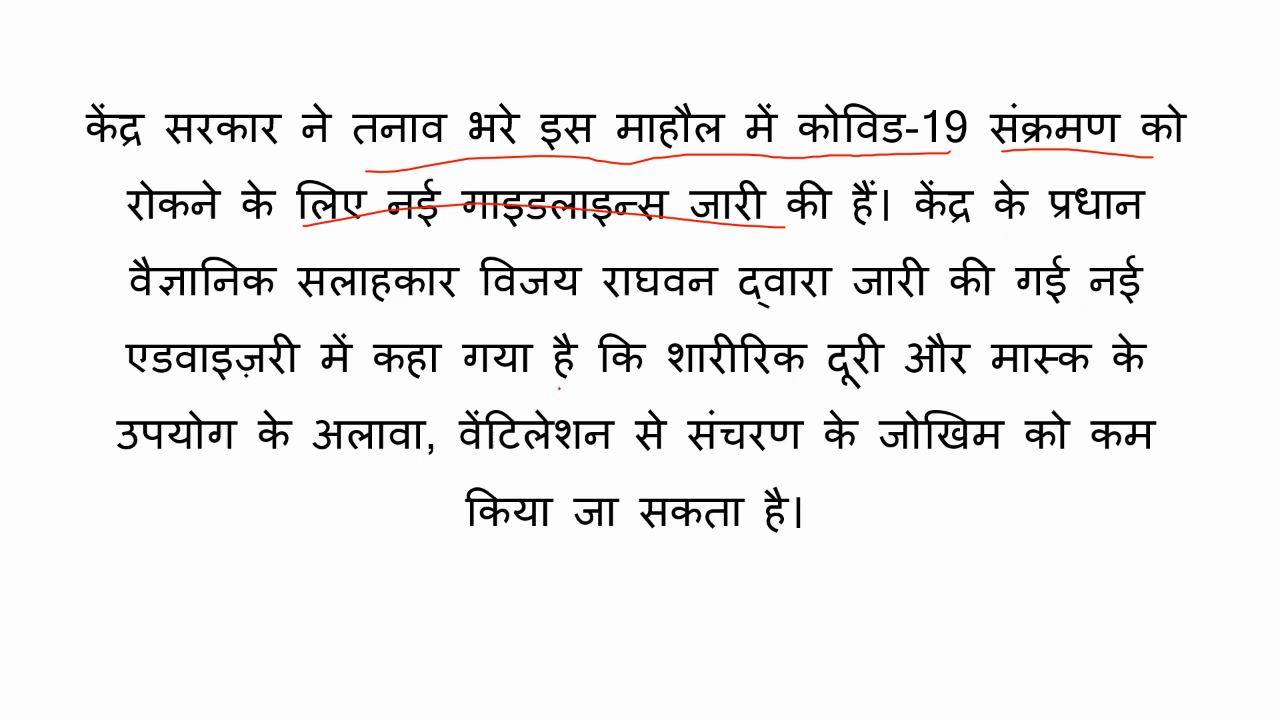 केंद्र सरकार ने तनाव भरे इस माहौल में कोविड-19 संक्रमण को
रोकने के लिए नई गाइडलाइन्स जारी की हैं। केंद्र के प्रधान
वैज्ञानिक सलाहकार विजय राघवन द्वारा जारी की गई नई
एडवाइज़री में कहा गया है कि शारीरिक दूरी और मास्क के
उपयोग के अलावा, वेंटिलेशन से संचरण के जोखिम को कम
किया जा सकता है।